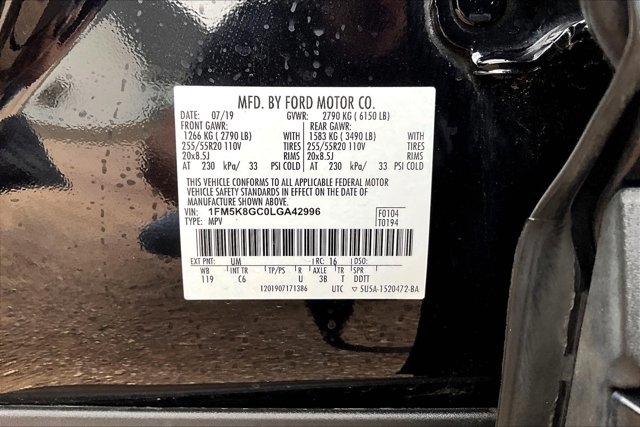 MFD. BY FORD MOTOR CO.
DATE: 07/19 GVWR: 2790 KG ( 6150 LB)
FRONT GAWR: REAR GAWR:
1266 KG ( 2790 LB) WITH 1583 KG ( 3490 LB) WITH
255/55R20 110V TIRES 255/55R20 110V TIRES
20x8.5J RIMS 20x8.5J RIMS
AT 230 kPa/ 33 PSI COLD AT 230 kPa/ 33 PSI COLD
THIS VEHICLE CONFORMS TO ALL APPLICABLE FEDERAL MOTOR
VEHICLE SAFETY STANDARDS IN EFFECT ON THE DATE OF
MANUFACTURE SHOWN ABOVE.
VIN: 1FM5K8GC0LGA42996 F0104
TYPE: MPV T0194
EXT PNT: UM RC: 16 DSO:
WB INT TR TP/PS R AXLE TR SPR
119 C6 U 3B T DDTT
1201907171386 UTC ▽ 5U5A-1520472-BA